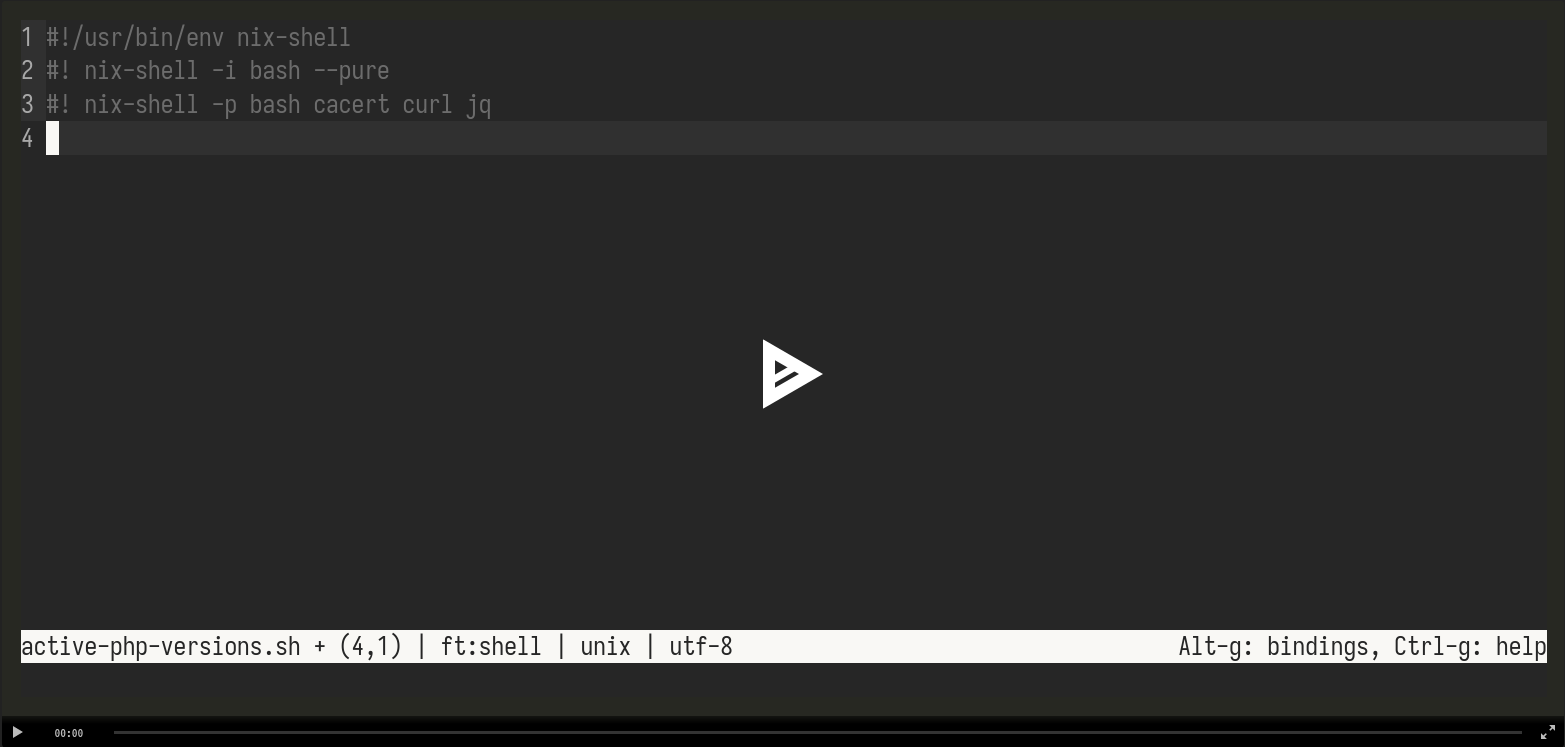 1 #!/usr/bin/env nix-shell
2 #! nix-shell -i bash --pure
3 #! nix-shell -p bash cacert curl jq
4
active-php-versions.sh + (4,1) | ft:shell | unix | utf-8 Alt-g: bindings, Ctrl-g: help
00:00